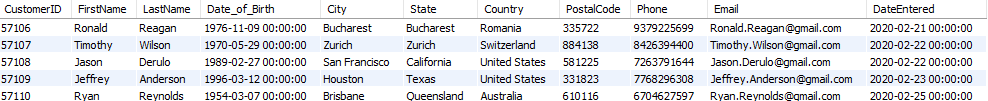 CustomerID FirstName LastName Date_of_Birth City State Country PostalCode Phone Email DateEntered
57106 Ronald Reagan 1976-11-09 00:00:00 Bucharest Bucharest Romania 335722 9379225699 Ronald.Reagan@gmail.com 2020-02-21 00:00:00
57107 Timothy Wilson 1970-05-29 00:00:00 Zurich Zurich Switzerland 884138 8426394400 Timothy.Wilson@gmail.com 2020-02-22 00:00:00
57108 Jason Derulo 1989-02-27 00:00:00 San Francisco California United States 581225 7263791644 Jason.Derulo@gmail.com 2020-02-22 00:00:00
57109 Jeffrey Anderson 1996-03-12 00:00:00 Houston Texas United States 331823 7768296308 Jeffrey.Anderson@gmail.com 2020-02-23 00:00:00
57110 Ryan Reynolds 1954-03-07 00:00:00 Brisbane Queensland Australia 610116 6704627597 Ryan.Reynolds@gmail.com 2020-02-25 00:00:00